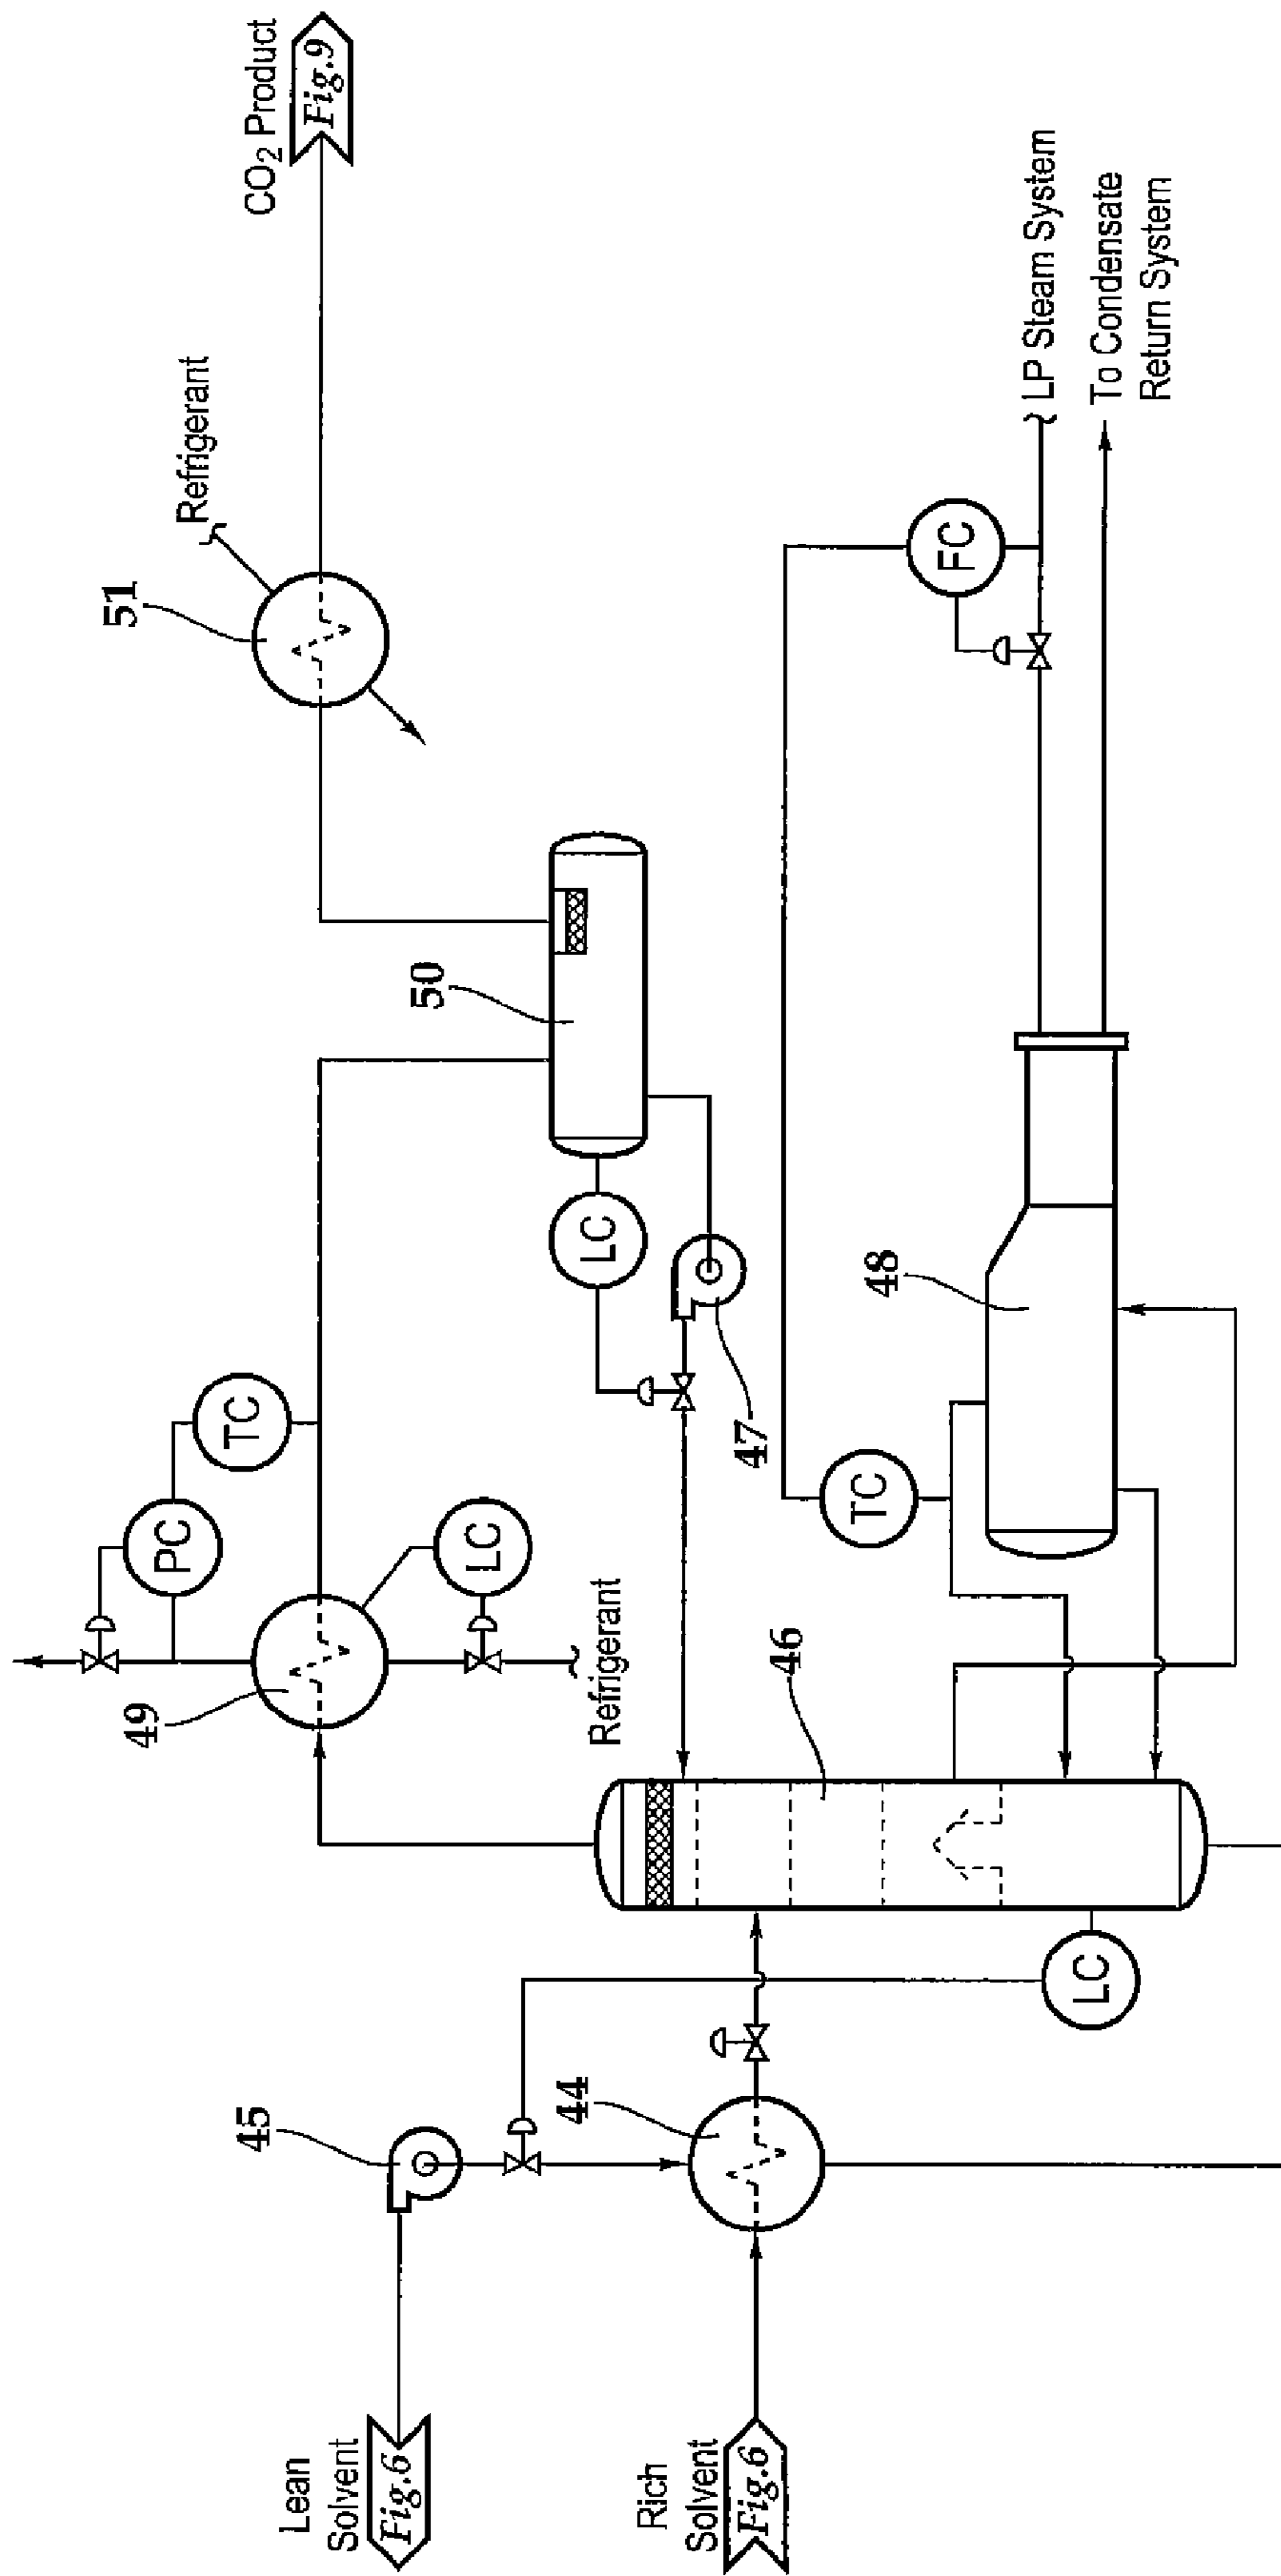 Lean
Solvent
Fig.6
Rich
Solvent
Fig.6
45
44
LC
46
49
PC
TC
LC
Refrigerant
LC
47
50
51
Refrigerant
CO₂ Product
Fig.9
TC
48
FC
LP Steam System
To Condensate
Return System